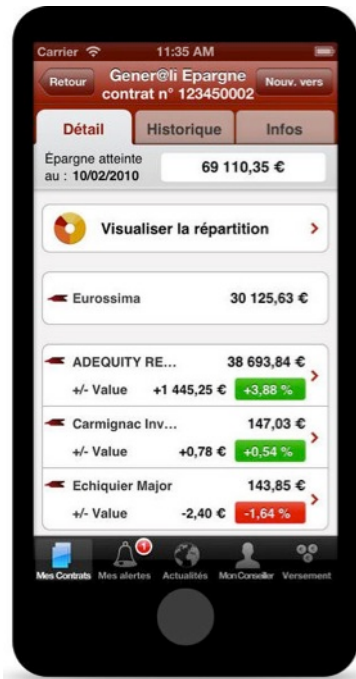 Carrier 11:35 AM
Retour Gener@li Epargne Nouv. vers
contrat n° 123450002
Détail Historique Infos
Épargne atteinte
au : 10/02/2010 69 110,35 €
Visualiser la répartition
Eurossima 30 125,63 €
ADEQUITY RE... 38 693,84 €
+/- Value +1 445,25 € +3,88 %
Carmignac Inv... 147,03 €
+/- Value +0,78 € +0,54 %
Echiquier Major 143,85 €
+/- Value -2,40 € -1,64 %
1
Mes Contrats Mes alertes Actualités Mon Conseiller Versement